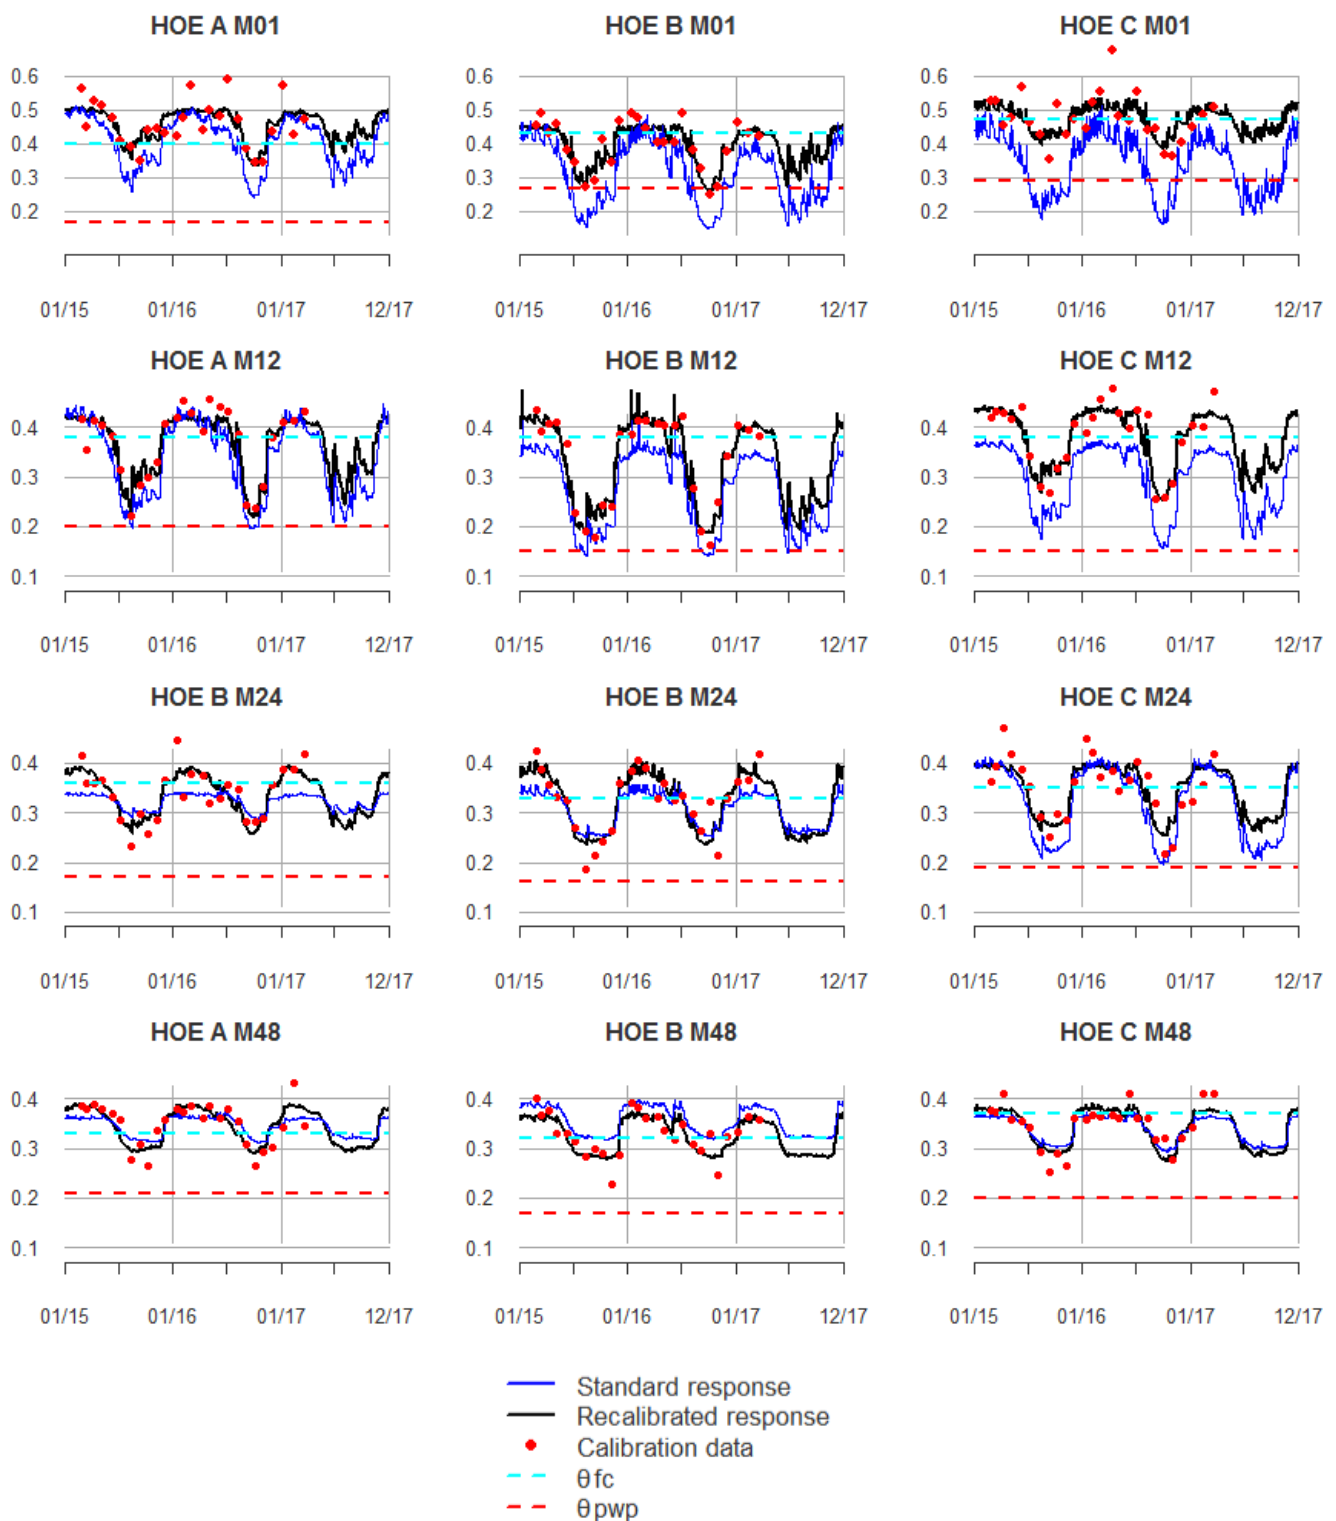 HOE A M01 HOE B M01 HOE C M01
0.6 0.6 0.6
0.5 0.5 0.5
0.4 0.4 0.4
0.3 0.3 0.3
0.2 0.2 0.2
01/15 01/16 01/17 12/17 01/15 01/16 01/17 12/17 01/15 01/16 01/17 12/17
HOE A M12 HOE B M12 HOE C M12
0.4 0.4 0.4
0.3 0.3 0.3
0.2 0.2 0.2
0.1 0.1 0.1
01/15 01/16 01/17 12/17 01/15 01/16 01/17 12/17 01/15 01/16 01/17 12/17
HOE B M24 HOE B M24 HOE C M24
0.4 0.4 0.4
0.3 0.3 0.3
0.2 0.2 0.2
0.1 0.1 0.1
01/15 01/16 01/17 12/17 01/15 01/16 01/17 12/17 01/15 01/16 01/17 12/17
HOE A M48 HOE B M48 HOE C M48
0.4 0.4 0.4
0.3 0.3 0.3
0.2 0.2 0.2
0.1 0.1 0.1
01/15 01/16 01/17 12/17 01/15 01/16 01/17 12/17 01/15 01/16 01/17 12/17
Standard response
Recalibrated response
Calibration data
θ fc
θ pwp